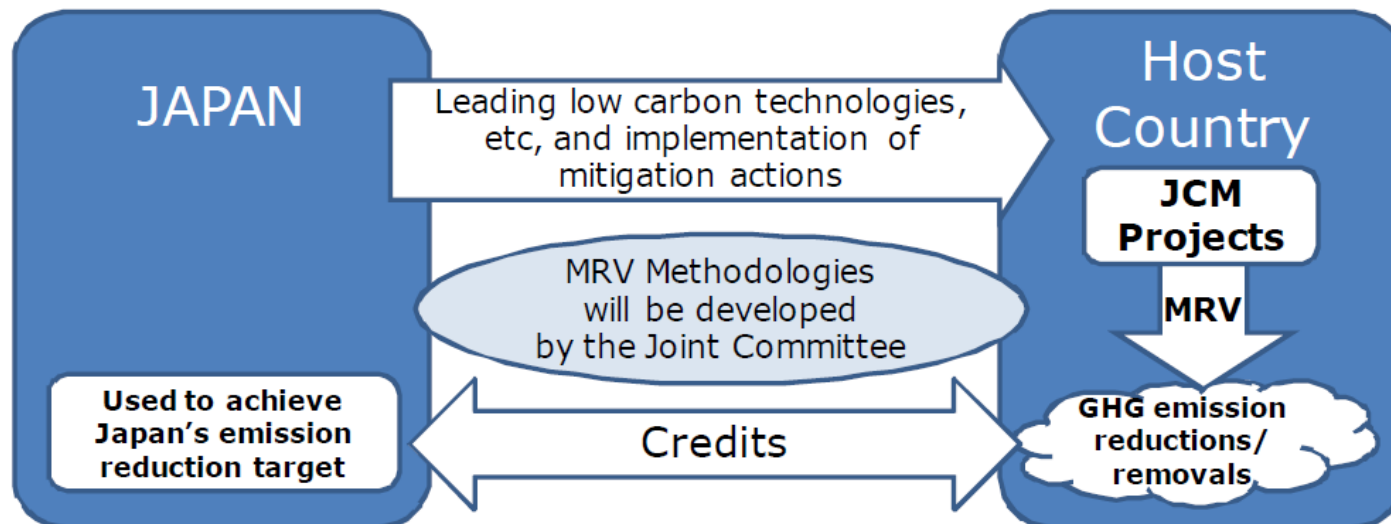 JAPAN
Leading low carbon technologies,
etc, and implementation of
mitigation actions
Host
Country
JCM
Projects
MRV Methodologies
will be developed
by the Joint Committee
MRV
Used to achieve
Japan's emission
reduction target
Credits
GHG emission
reductions/
removals